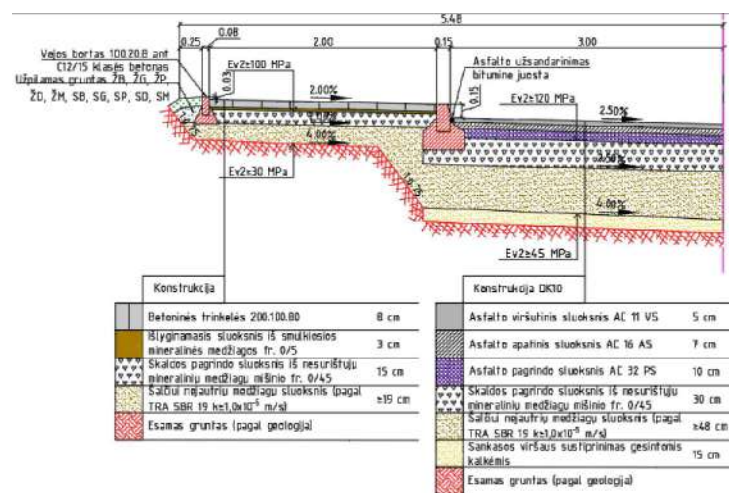 5.48
0.25
0.08
2.00
0.15
3.00
Vejos bortas 100.20.8 ant
C12/15 klasės betonas
Užpilamas gruntas ŽB, ŽG, ŽP,
ŽD, ŽM, SB, SG, SP, SD, SM
0.03
Ev2≥100 MPa
2.00%
Asfalto užsandarinimas
bitumine juosta
0.15
Ev2≥120 MPa
2.50%
4.00%
Ev2≥30 MPa
2.50%
4.00%
Ev2≥45 MPa
Konstrukcija
Betoninės trinkelės 200.100.80 8 cm
Išlyginamasis sluoksnis iš smulkiosios
mineralinės medžiagos fr. 0/5 3 cm
Skaldos pagrindo sluoksnis iš nesurištųjų
mineralinių medžiagų mišinio fr. 0/45 15 cm
Šalčiui nejautrių medžiagų sluoksnis (pagal
TRA SBR 19 k≥1,0x10⁻⁵ m/s) ≥19 cm
Esamas gruntas (pagal geologiją)
Konstrukcija DK10
Asfalto viršutinis sluoksnis AC 11 VS 5 cm
Asfalto apatinis sluoksnis AC 16 AS 7 cm
Asfalto pagrindo sluoksnis AC 32 PS 10 cm
Skaldos pagrindo sluoksnis iš nesurištųjų
mineralinių medžiagų mišinio fr. 0/45 30 cm
Šalčiui nejautrių medžiagų sluoksnis (pagal
TRA SBR 19 k≥1,0x10⁻⁵ m/s) ≥48 cm
Sankasos viršaus sustiprinimas gesintomis
kalkėmis 15 cm
Esamas gruntas (pagal geologiją)